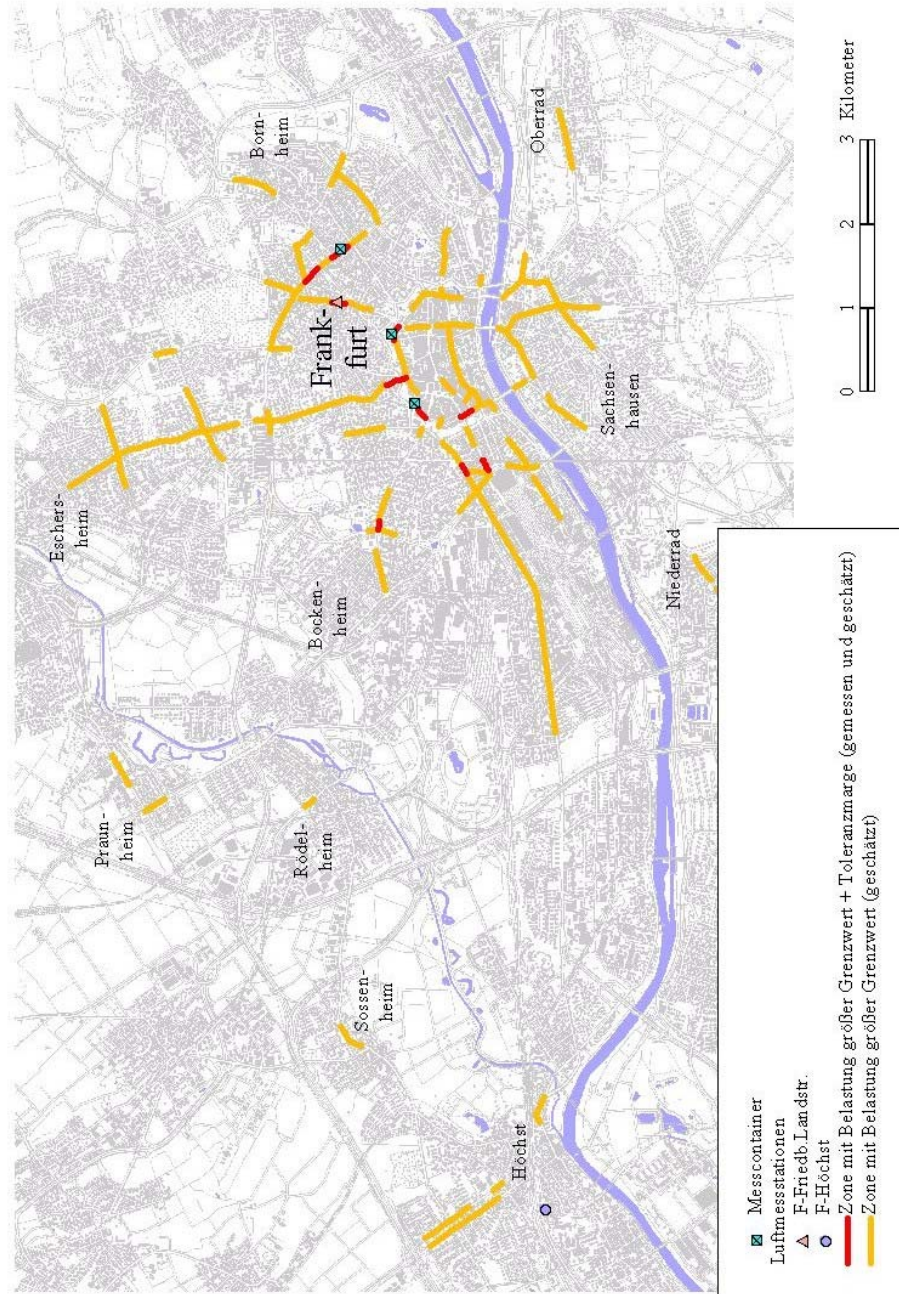 Praun-
heim
Eschers-
heim
Born-
heim
Rödel-
heim
Bocken-
heim
Frank-
furt
Sossen-
heim
Höchst
Oberrad
Sachsen-
hausen
Niederrad
Messcontainer
Luftmessstationen
F-Friedb.Landstr.
F-Höchst
Zone mit Belastung größer Grenzwert + Toleranzmarge (gemessen und geschätzt)
Zone mit Belastung größer Grenzwert (geschätzt)
0 1 2 3 Kilometer